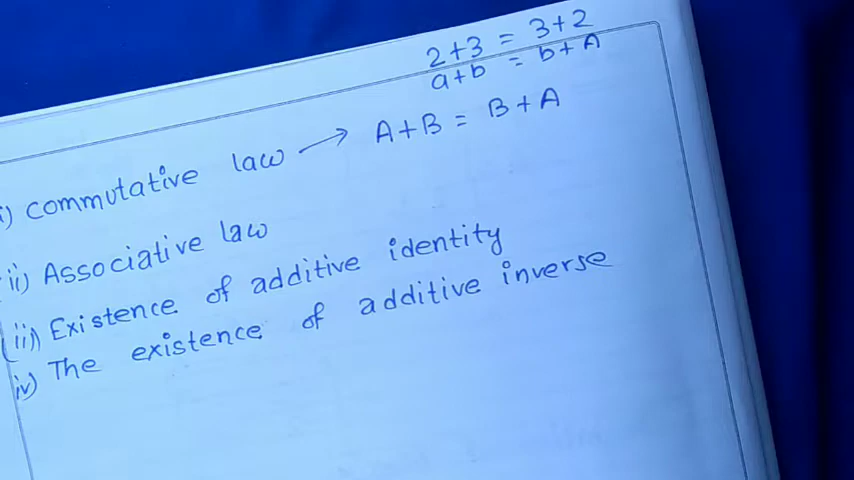 2+3 = 3+2
a+b = b+A
i) commutative law → A+B = B+A
ii) Associative law
(iii) Existence of additive identity
iv) The existence of additive inverse